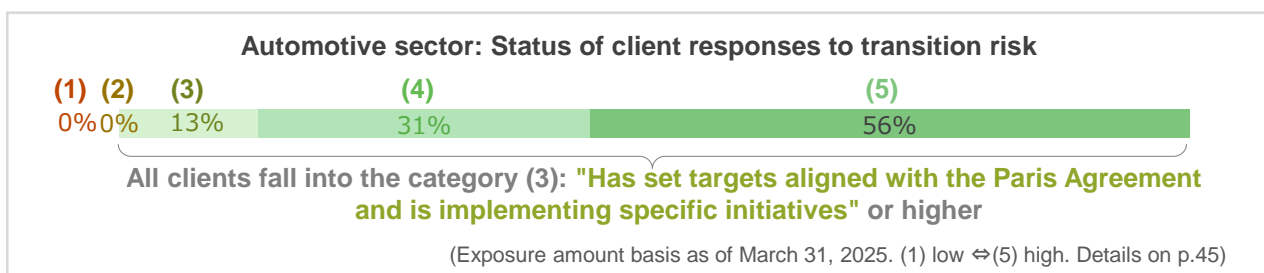 Automotive sector: Status of client responses to transition risk
(1) (2) (3) (4) (5)
0% 0% 13% 31% 56%
All clients fall into the category (3): "Has set targets aligned with the Paris Agreement
and is implementing specific initiatives" or higher
(Exposure amount basis as of March 31, 2025. (1) low ⇔(5) high. Details on p.45)